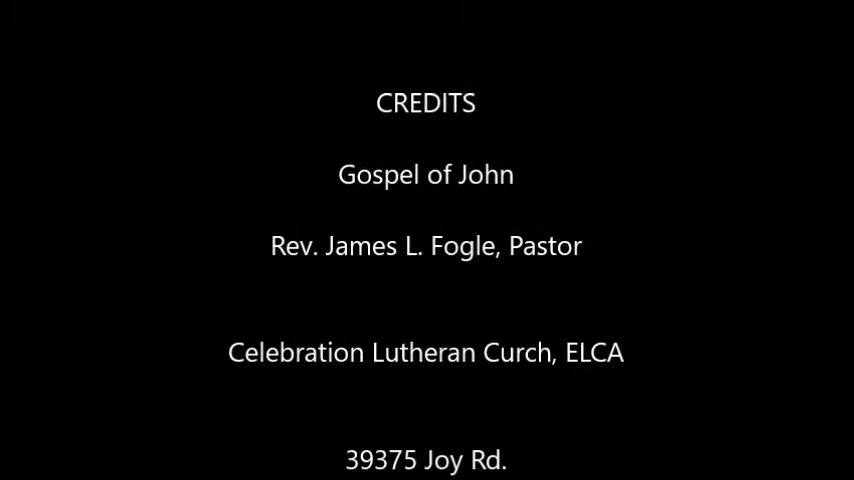 CREDITS
Gospel of John
Rev. James L. Fogle, Pastor
Celebration Lutheran Curch, ELCA
39375 Joy Rd.